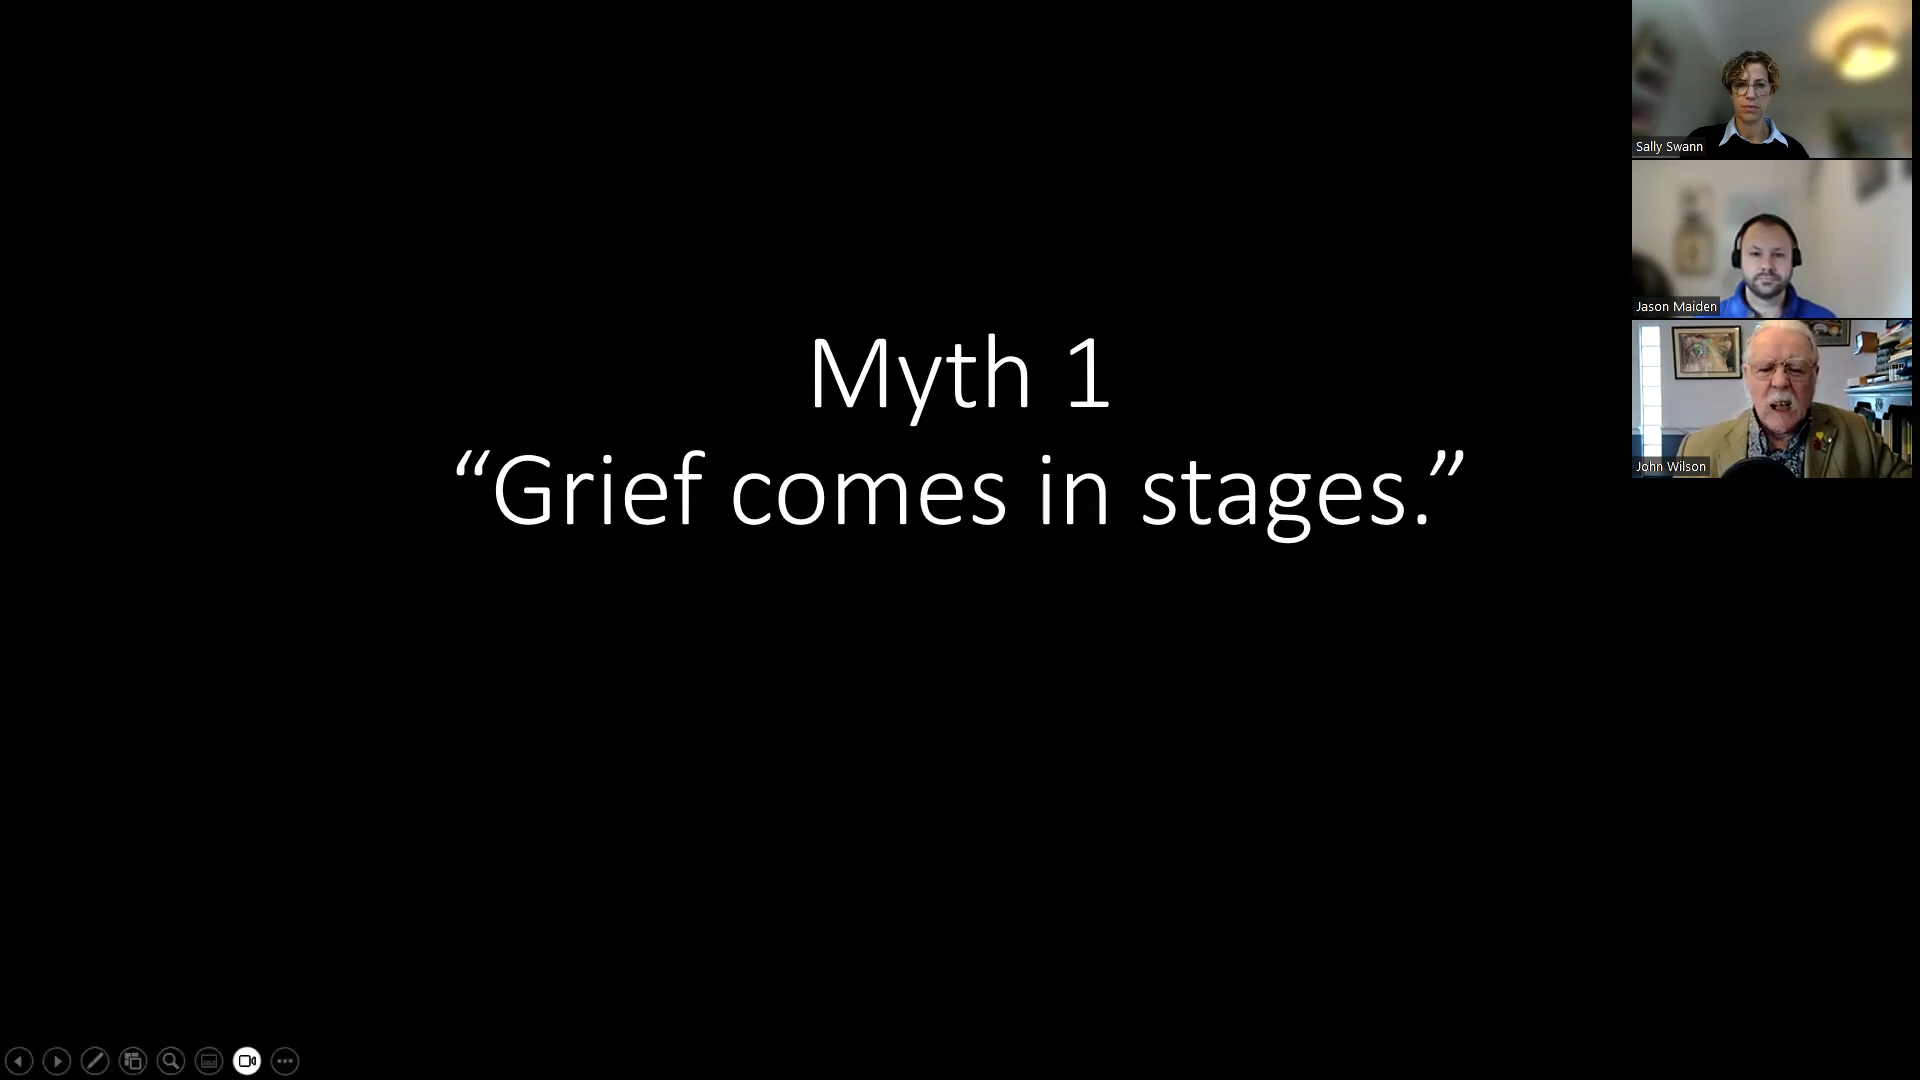 Myth 1
“Grief comes in stages.”
Sally Swann
Jason Maiden
John Wilson